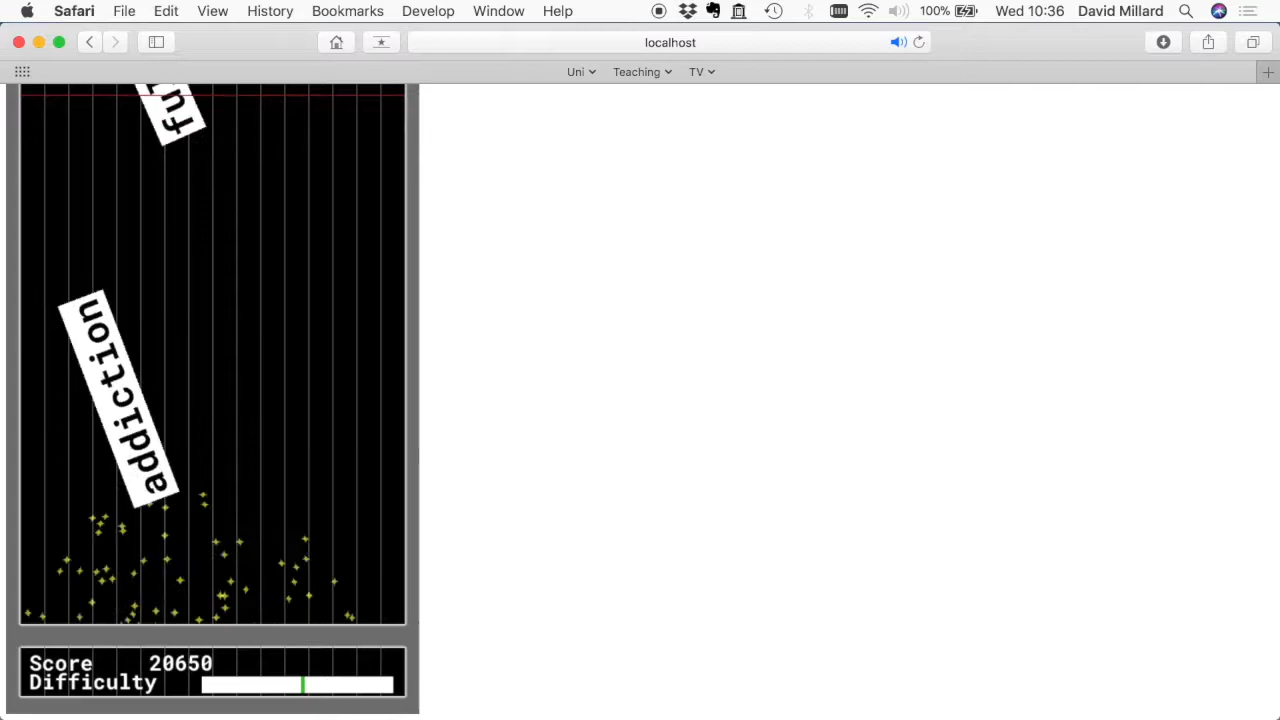 Safari File Edit View History Bookmarks Develop Window Help 100% Wed 10:36 David Millard
localhost
Uni Teaching TV
fu
addiction
Score 20650
Difficulty